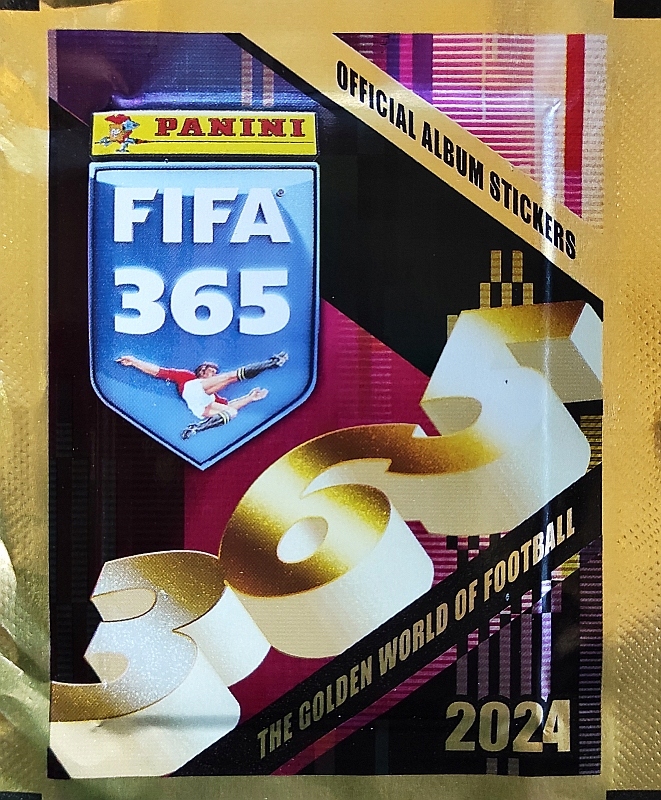 OFFICIAL ALBUM STICKERS
PANINI
FIFA®
365
365
THE GOLDEN WORLD OF FOOTBALL
2024